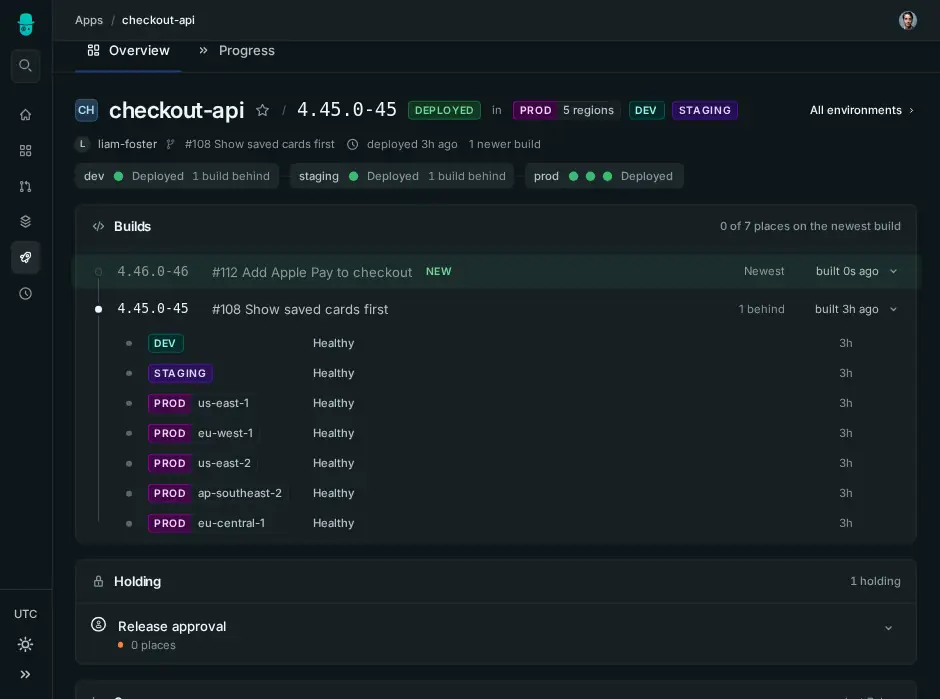 Apps / checkout-api
Overview
Progress
CH checkout-api / 4.45.0-45 DEPLOYED in PROD 5 regions DEV STAGING All environments
L liam-foster #108 Show saved cards first deployed 3h ago 1 newer build
dev Deployed 1 build behind staging Deployed 1 build behind prod Deployed
Builds 0 of 7 places on the newest build
4.46.0-46 #112 Add Apple Pay to checkout NEW Newest built 0s ago
4.45.0-45 #108 Show saved cards first 1 behind built 3h ago
DEV Healthy 3h
STAGING Healthy 3h
PROD us-east-1 Healthy 3h
PROD eu-west-1 Healthy 3h
PROD us-east-2 Healthy 3h
PROD ap-southeast-2 Healthy 3h
PROD eu-central-1 Healthy 3h
Holding 1 holding
Release approval
0 places
UTC